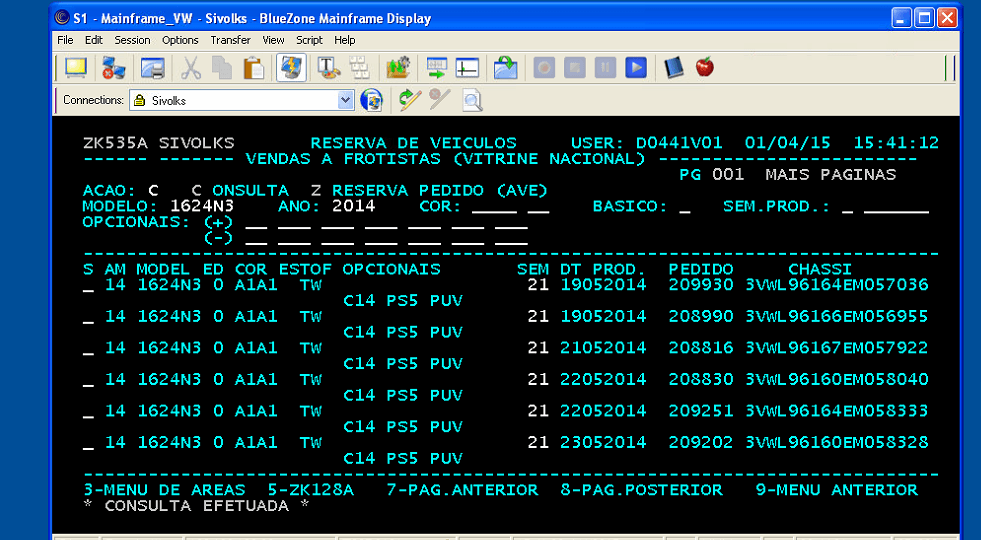 S1 - Mainframe_VW - Sivolks - BlueZone Mainframe Display
File Edit Session Options Transfer View Script Help
Connections: Sivolks
ZK535A SIVOLKS RESERVA DE VEICULOS USER: D0441V01 01/04/15 15:41:12
------ ------- VENDAS A FROTISTAS (VITRINE NACIONAL) ------------------------
PG 001 MAIS PAGINAS
ACAO: C C ONSULTA Z RESERVA PEDIDO (AVE)
MODELO: 1624N3 ANO: 2014 COR: ____ __ BASICO: _ SEM.PROD.: _ ______
OPCIONAIS: (+) __ ___ ___ ___ ___ ___ ___
(-) __ ___ ___ ___ ___ ___ ___
-------------------------------------------------------------------------------
S AM MODEL ED COR ESTOF OPCIONAIS SEM DT PROD. PEDIDO CHASSI
_ 14 1624N3 0 A1A1 TW 21 19052014 209930 3VWL96164EM057036
C14 PS5 PUV
_ 14 1624N3 0 A1A1 TW 21 19052014 208990 3VWL96166EM056955
C14 PS5 PUV
_ 14 1624N3 0 A1A1 TW 21 21052014 208816 3VWL96167EM057922
C14 PS5 PUV
_ 14 1624N3 0 A1A1 TW 21 22052014 208830 3VWL96160EM058040
C14 PS5 PUV
_ 14 1624N3 0 A1A1 TW 21 22052014 209251 3VWL96164EM058333
C14 PS5 PUV
_ 14 1624N3 0 A1A1 TW 21 23052014 209202 3VWL96160EM058328
C14 PS5 PUV
-------------------------------------------------------------------------------
3-MENU DE AREAS 5-ZK128A 7-PAG.ANTERIOR 8-PAG.POSTERIOR 9-MENU ANTERIOR
* CONSULTA EFETUADA *